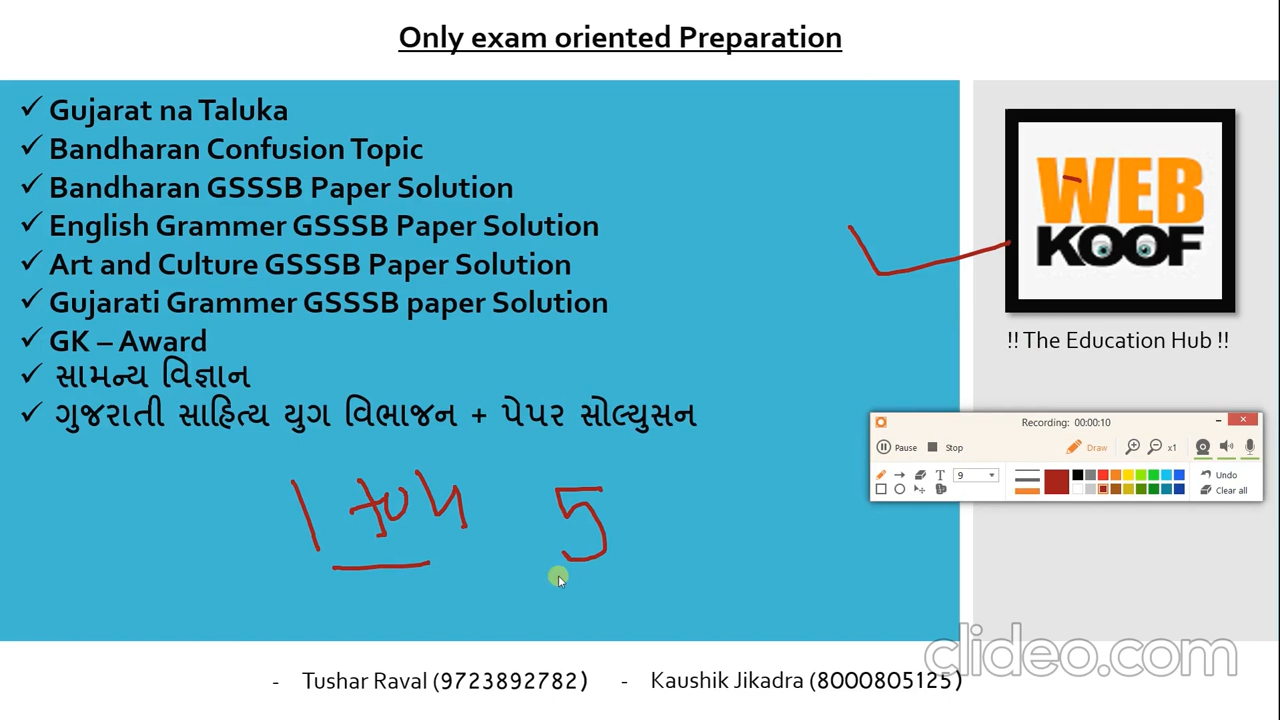 Only exam oriented Preparation
✓ Gujarat na Taluka
✓ Bandharan Confusion Topic
✓ Bandharan GSSSB Paper Solution
✓ English Grammer GSSSB Paper Solution
✓ Art and Culture GSSSB Paper Solution
✓ Gujarati Grammer GSSSB paper Solution
✓ GK – Award
✓ સામન્ય વિજ્ઞાન
✓ ગુજરાતી સાહિત્ય યુગ વિભાજન + પેપર સોલ્યુસન
5
WEB
KOOF
!! The Education Hub !!
Recording: 00:00:10
Pause Stop Draw x1
T 9 Undo
Clear all
clideo.com
- Tushar Raval (9723892782) - Kaushik Jikadra (8000805125)